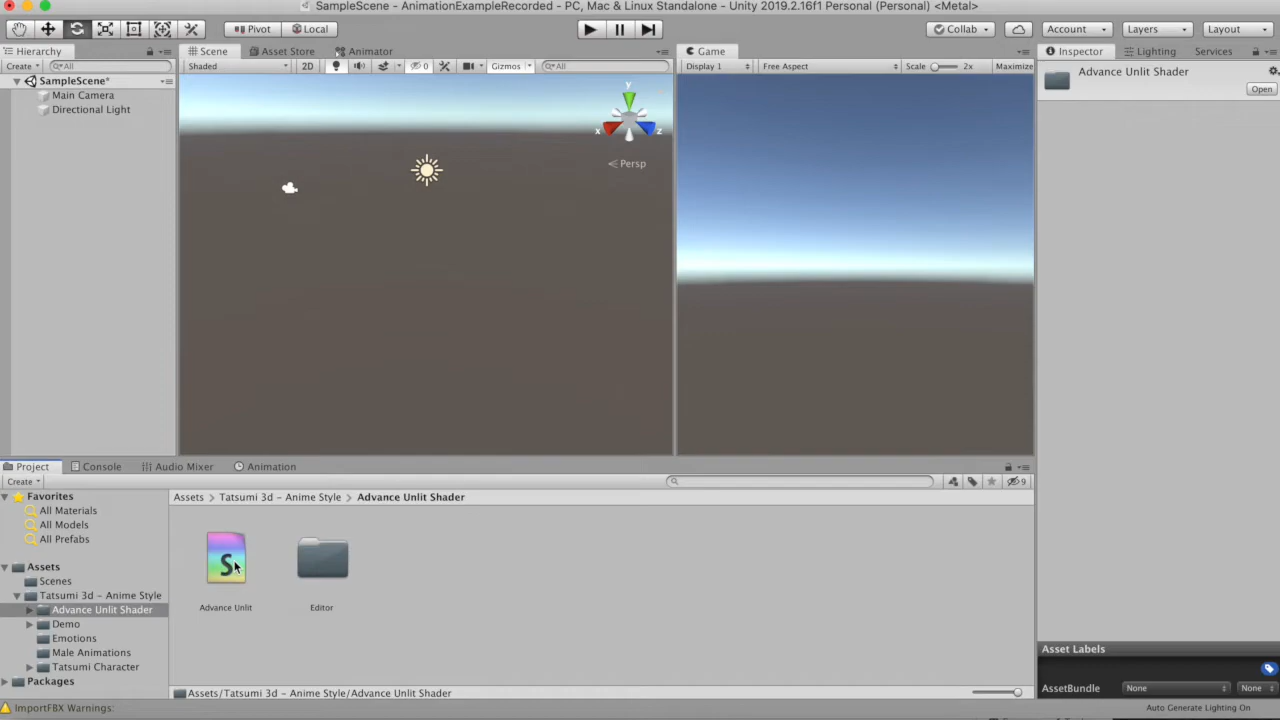 SampleScene - AnimationExampleRecorded - PC, Mac & Linux Standalone - Unity 2019.2.16f1 Personal (Personal) <Metal>
Pivot Local Collab Account Layers Layout
Hierarchy Scene Asset Store Animator Game Inspector Lighting Services
Create All Shaded 2D 0 Gizmos All Display 1 Free Aspect Scale 2x Maximize
SampleScene*
Main Camera
Directional Light
y
x z
Persp
Advance Unlit Shader
Open
Project Console Audio Mixer Animation
Create 9
Favorites
All Materials
All Models
All Prefabs
Assets
Scenes
Tatsumi 3d - Anime Style
Advance Unlit Shader
Demo
Emotions
Male Animations
Tatsumi Character
Packages
Assets > Tatsumi 3d - Anime Style > Advance Unlit Shader
S
Advance Unlit Editor
Assets/Tatsumi 3d - Anime Style/Advance Unlit Shader
Asset Labels
AssetBundle None None
ImportFBX Warnings:
Auto Generate Lighting On